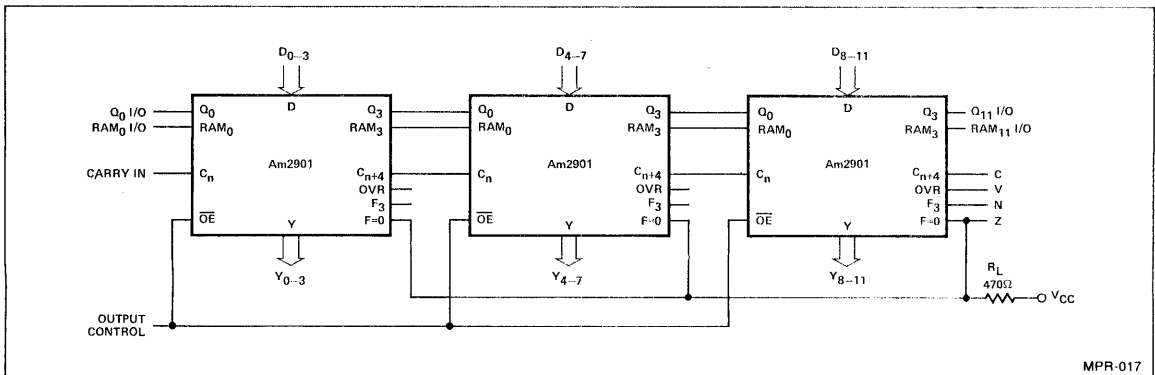 D0–3
D4–7
D8–11
Q0 I/O
Q0
D
Q3
Q0
D
Q3
Q0
D
Q3
Q11 I/O
RAM0 I/O
RAM0
RAM3
RAM0
RAM3
RAM0
RAM3
RAM11 I/O
Am2901
Am2901
Am2901
CARRY IN
Cn
Cn+4
Cn
Cn+4
Cn
Cn+4
C
OVR
OVR
OVR
V
F3
F3
F3
N
OE
Y
F=0
OE
Y
F=0
OE
Y
F=0
Z
Y0–3
Y4–7
Y8–11
RL
470Ω
VCC
OUTPUT
CONTROL
MPR-017